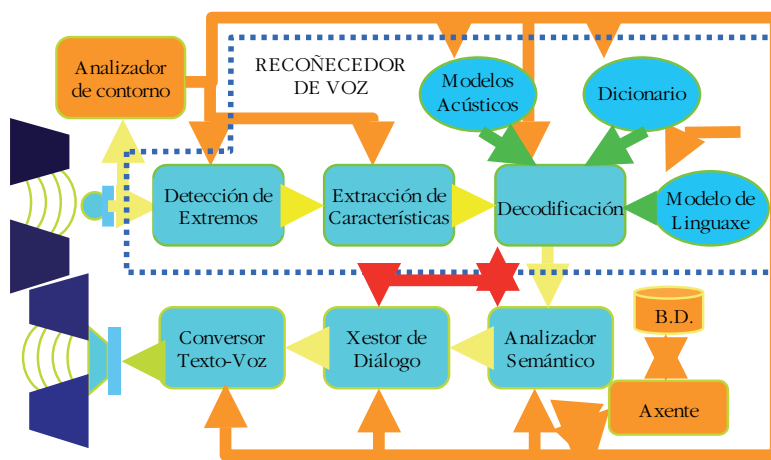 Analizador
de contorno
RECOÑECEDOR
DE VOZ
Modelos
Acústicos
Dicionario
Detección de
Extremos
Extracción de
Característícas
Decodificación
Modelo de
Linguaxe
Conversor
Texto-Voz
Xestor de
Diálogo
Analizador
Semántico
B.D.
Axente